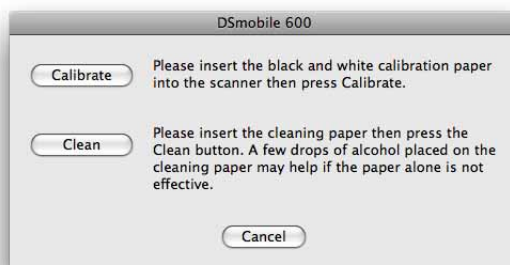 DSmobile 600
Calibrate
Please insert the black and white calibration paper
into the scanner then press Calibrate.
Clean
Please insert the cleaning paper then press the
Clean button. A few drops of alcohol placed on the
cleaning paper may help if the paper alone is not
effective.
Cancel